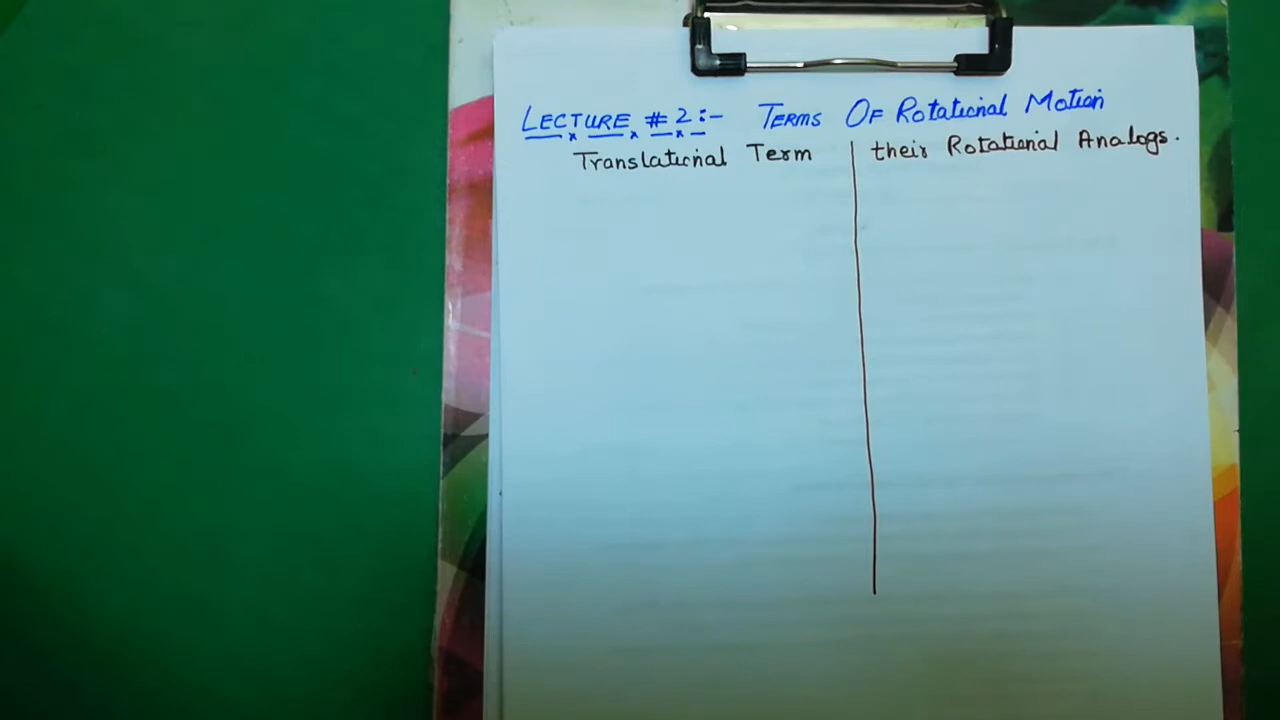 LECTURE # 2:- TERMS OF Rotational Motion
Translational Term | their Rotational Analogs.